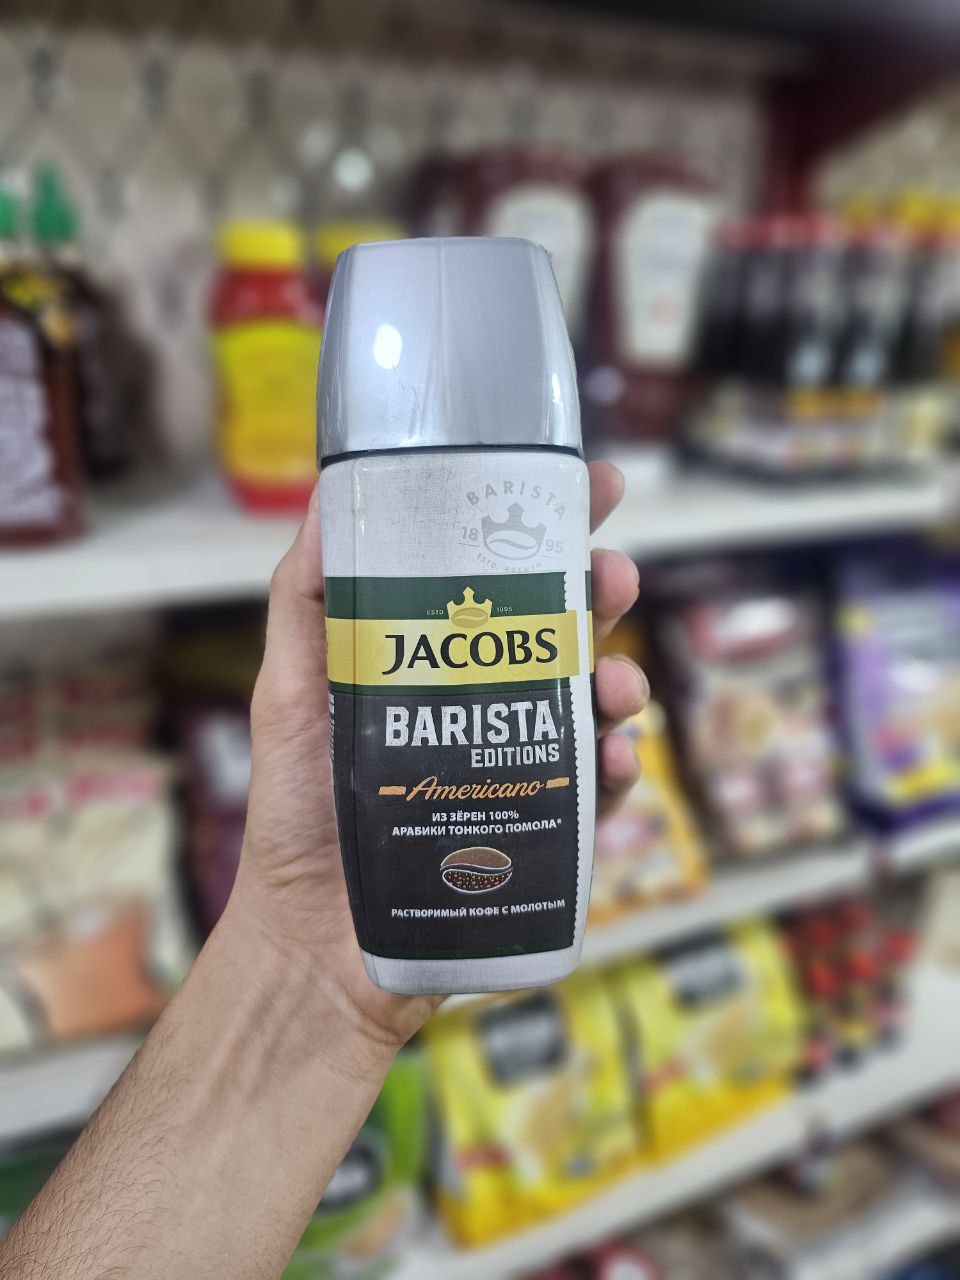 BARISTA
18 95
ESTD. BREMEN
ESTD 1895
JACOBS
BARISTA
EDITIONS
Americano
ИЗ ЗЁРЕН 100%
АРАБИКИ ТОНКОГО ПОМОЛА*
РАСТВОРИМЫЙ КОФЕ С МОЛОТЫМ